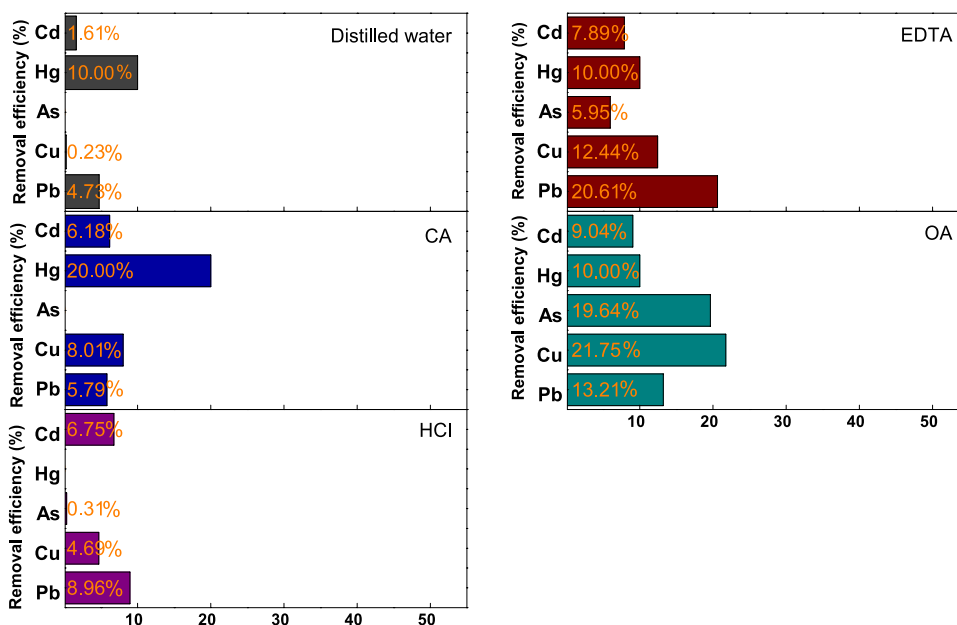 Distilled water
Removal efficiency (%)
Cd 1.61%
Hg 10.00%
As
Cu 0.23%
Pb 4.73%
CA
Removal efficiency (%)
Cd 6.18%
Hg 20.00%
As
Cu 8.01%
Pb 5.79%
HCl
Removal efficiency (%)
Cd 6.75%
Hg
As 0.31%
Cu 4.69%
Pb 8.96%
10 20 30 40 50
EDTA
Removal efficiency (%)
Cd 7.89%
Hg 10.00%
As 5.95%
Cu 12.44%
Pb 20.61%
OA
Removal efficiency (%)
Cd 9.04%
Hg 10.00%
As 19.64%
Cu 21.75%
Pb 13.21%
10 20 30 40 50